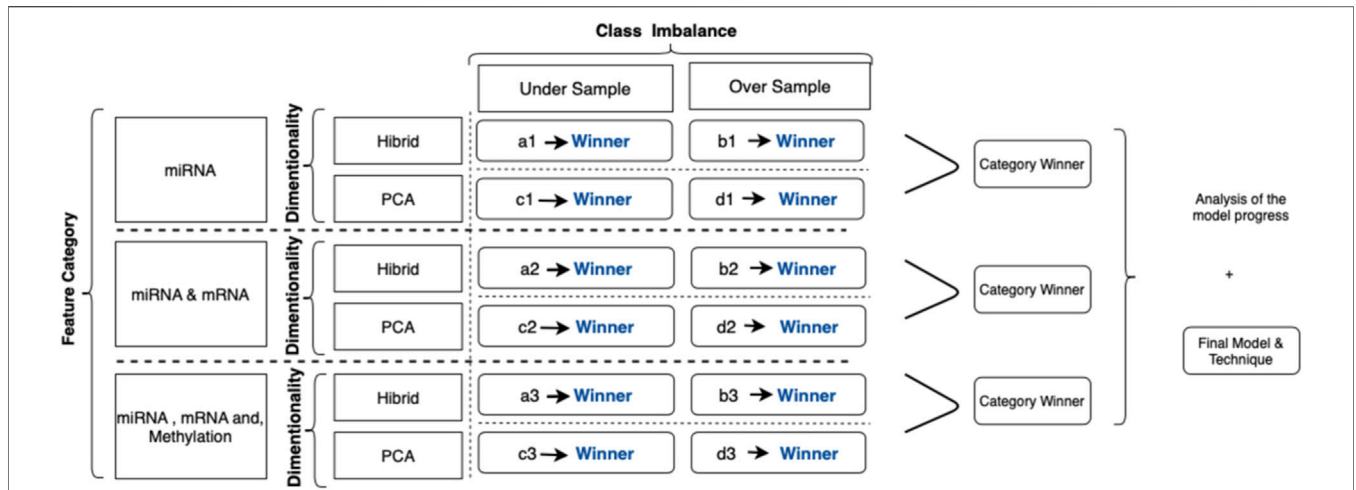 Class Imbalance
Under Sample
Over Sample
Feature Category
miRNA
Dimentionality
Hibrid
a1 → Winner
b1 → Winner
PCA
c1 → Winner
d1 → Winner
Category Winner
miRNA & mRNA
Dimentionality
Hibrid
a2 → Winner
b2 → Winner
PCA
c2 → Winner
d2 → Winner
Category Winner
miRNA , mRNA and,
Methylation
Dimentionality
Hibrid
a3 → Winner
b3 → Winner
PCA
c3 → Winner
d3 → Winner
Category Winner
Analysis of the
model progress
+
Final Model &
Technique